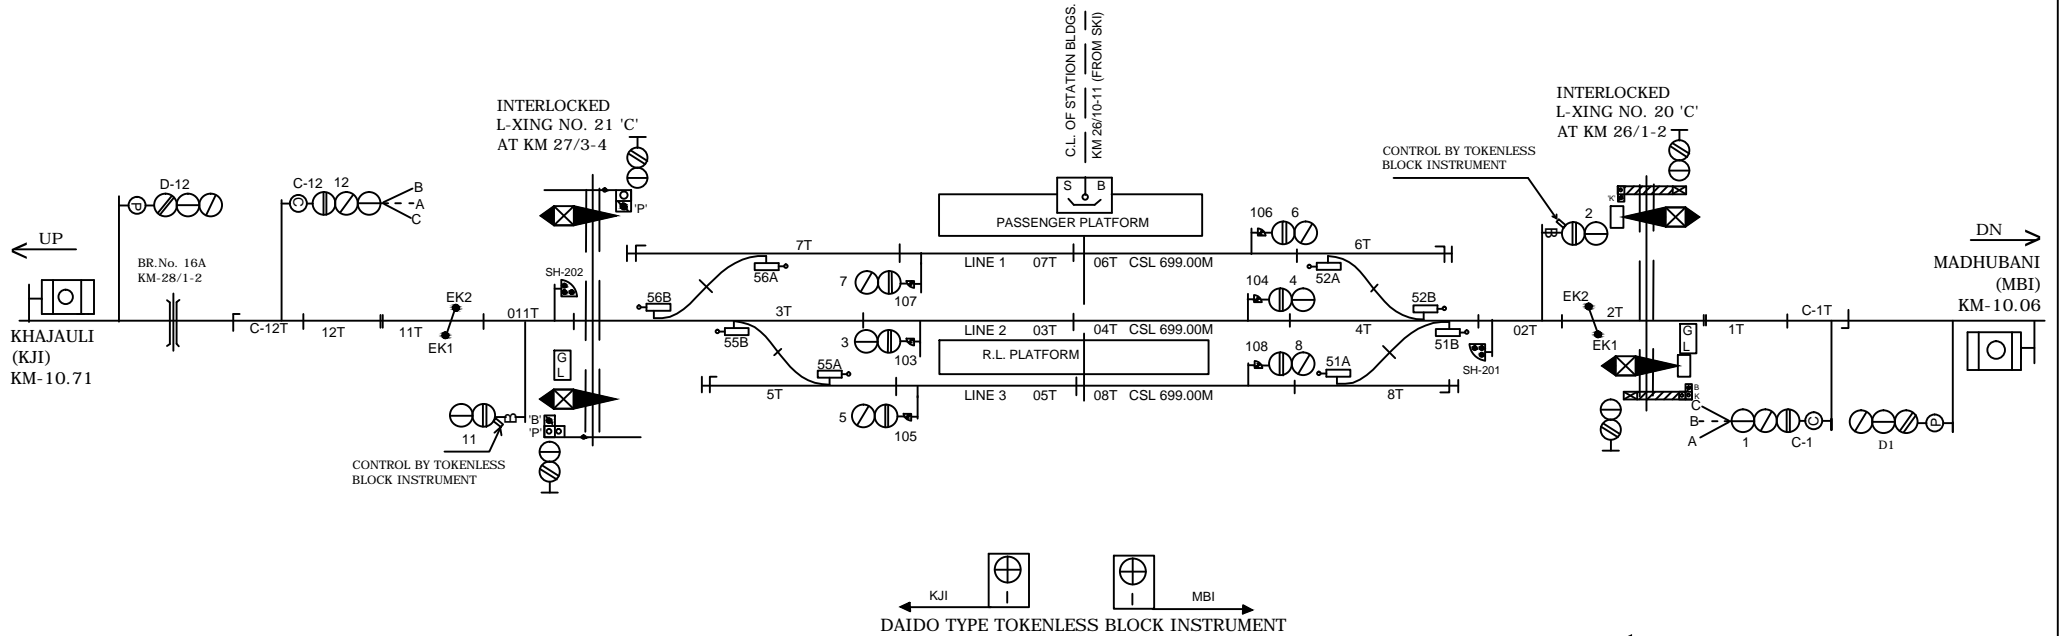 C.L. OF STATION BLDGS.
KM 26/10-11 (FROM SKI)
INTERLOCKED
L-XING NO. 21 'C'
AT KM 27/3-4
INTERLOCKED
L-XING NO. 20 'C'
AT KM 26/1-2
CONTROL BY TOKENLESS
BLOCK INSTRUMENT
D-12
P
C-12 12
C
B
A
C
'P'
S B
PASSENGER PLATFORM
106 6
2
B
'K'
UP
DN
BR.No. 16A
KM-28/1-2
MADHUBANI
(MBI)
KM-10.06
KHAJAULI
(KJI)
KM-10.71
7T
LINE 1 07T 06T CSL 699.00M
6T
SH-202
56A
56B
7
107
104 4
52A
52B
EK2
EK1
C-12T 12T 11T 011T
3T
LINE 2 03T 04T CSL 699.00M
4T
02T
EK2
EK1
2T
1T
C-1T
55B
55A
3
103
R.L. PLATFORM
108 8
51A
51B
SH-201
G
L
G
L
5T
LINE 3 05T 08T CSL 699.00M
8T
5
105
11
B
'B'
'P'
CONTROL BY TOKENLESS
BLOCK INSTRUMENT
B
K
C
B
A
1 C-1
C
D1
P
KJI
MBI
DAIDO TYPE TOKENLESS BLOCK INSTRUMENT